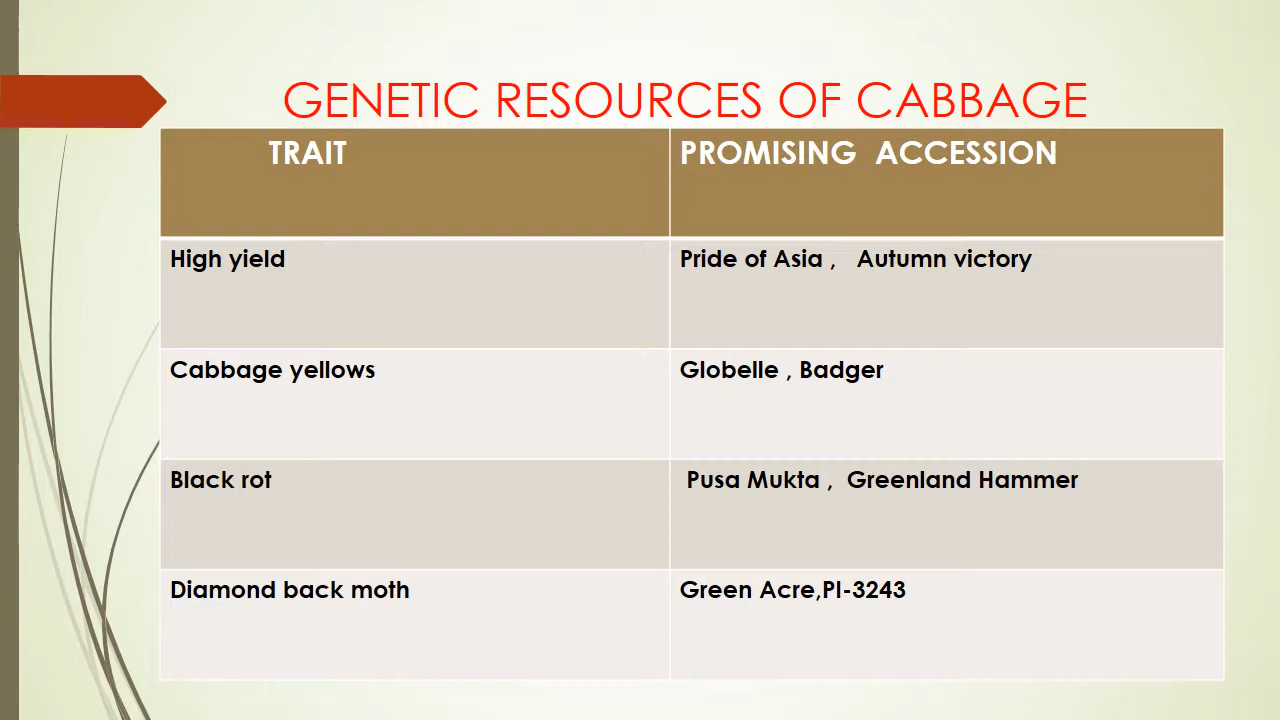 GENETIC RESOURCES OF CABBAGE
TRAIT PROMISING ACCESSION
High yield Pride of Asia , Autumn victory
Cabbage yellows Globelle , Badger
Black rot Pusa Mukta , Greenland Hammer
Diamond back moth Green Acre,PI-3243